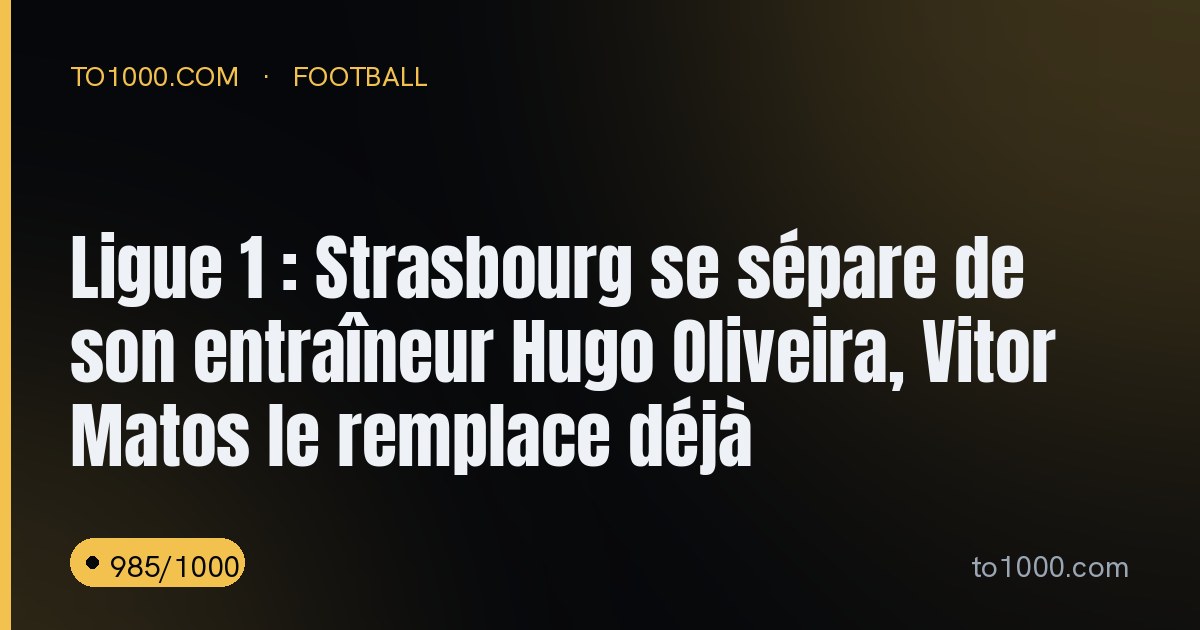 TO1000.COM · FOOTBALL
Ligue 1 : Strasbourg se sépare de
son entraîneur Hugo Oliveira, Vitor
Matos le remplace déjà
985/1000
to1000.com